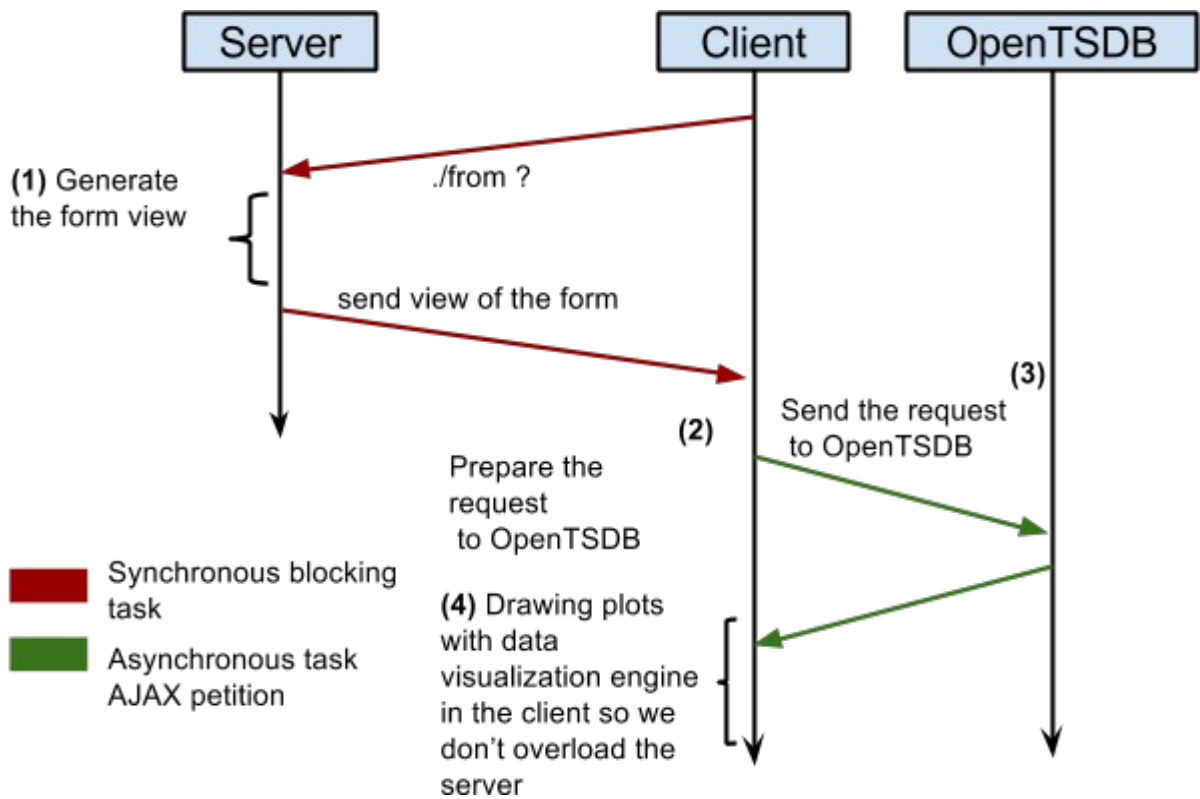 Server
Client
OpenTSDB
./from ?
(1) Generate
the form view
send view of the form
(3)
Send the request
to OpenTSDB
(2)
Prepare the
request
to OpenTSDB
Synchronous blocking
task
Asynchronous task
AJAX petition
(4) Drawing plots
with data
visualization engine
in the client so we
don't overload the
server